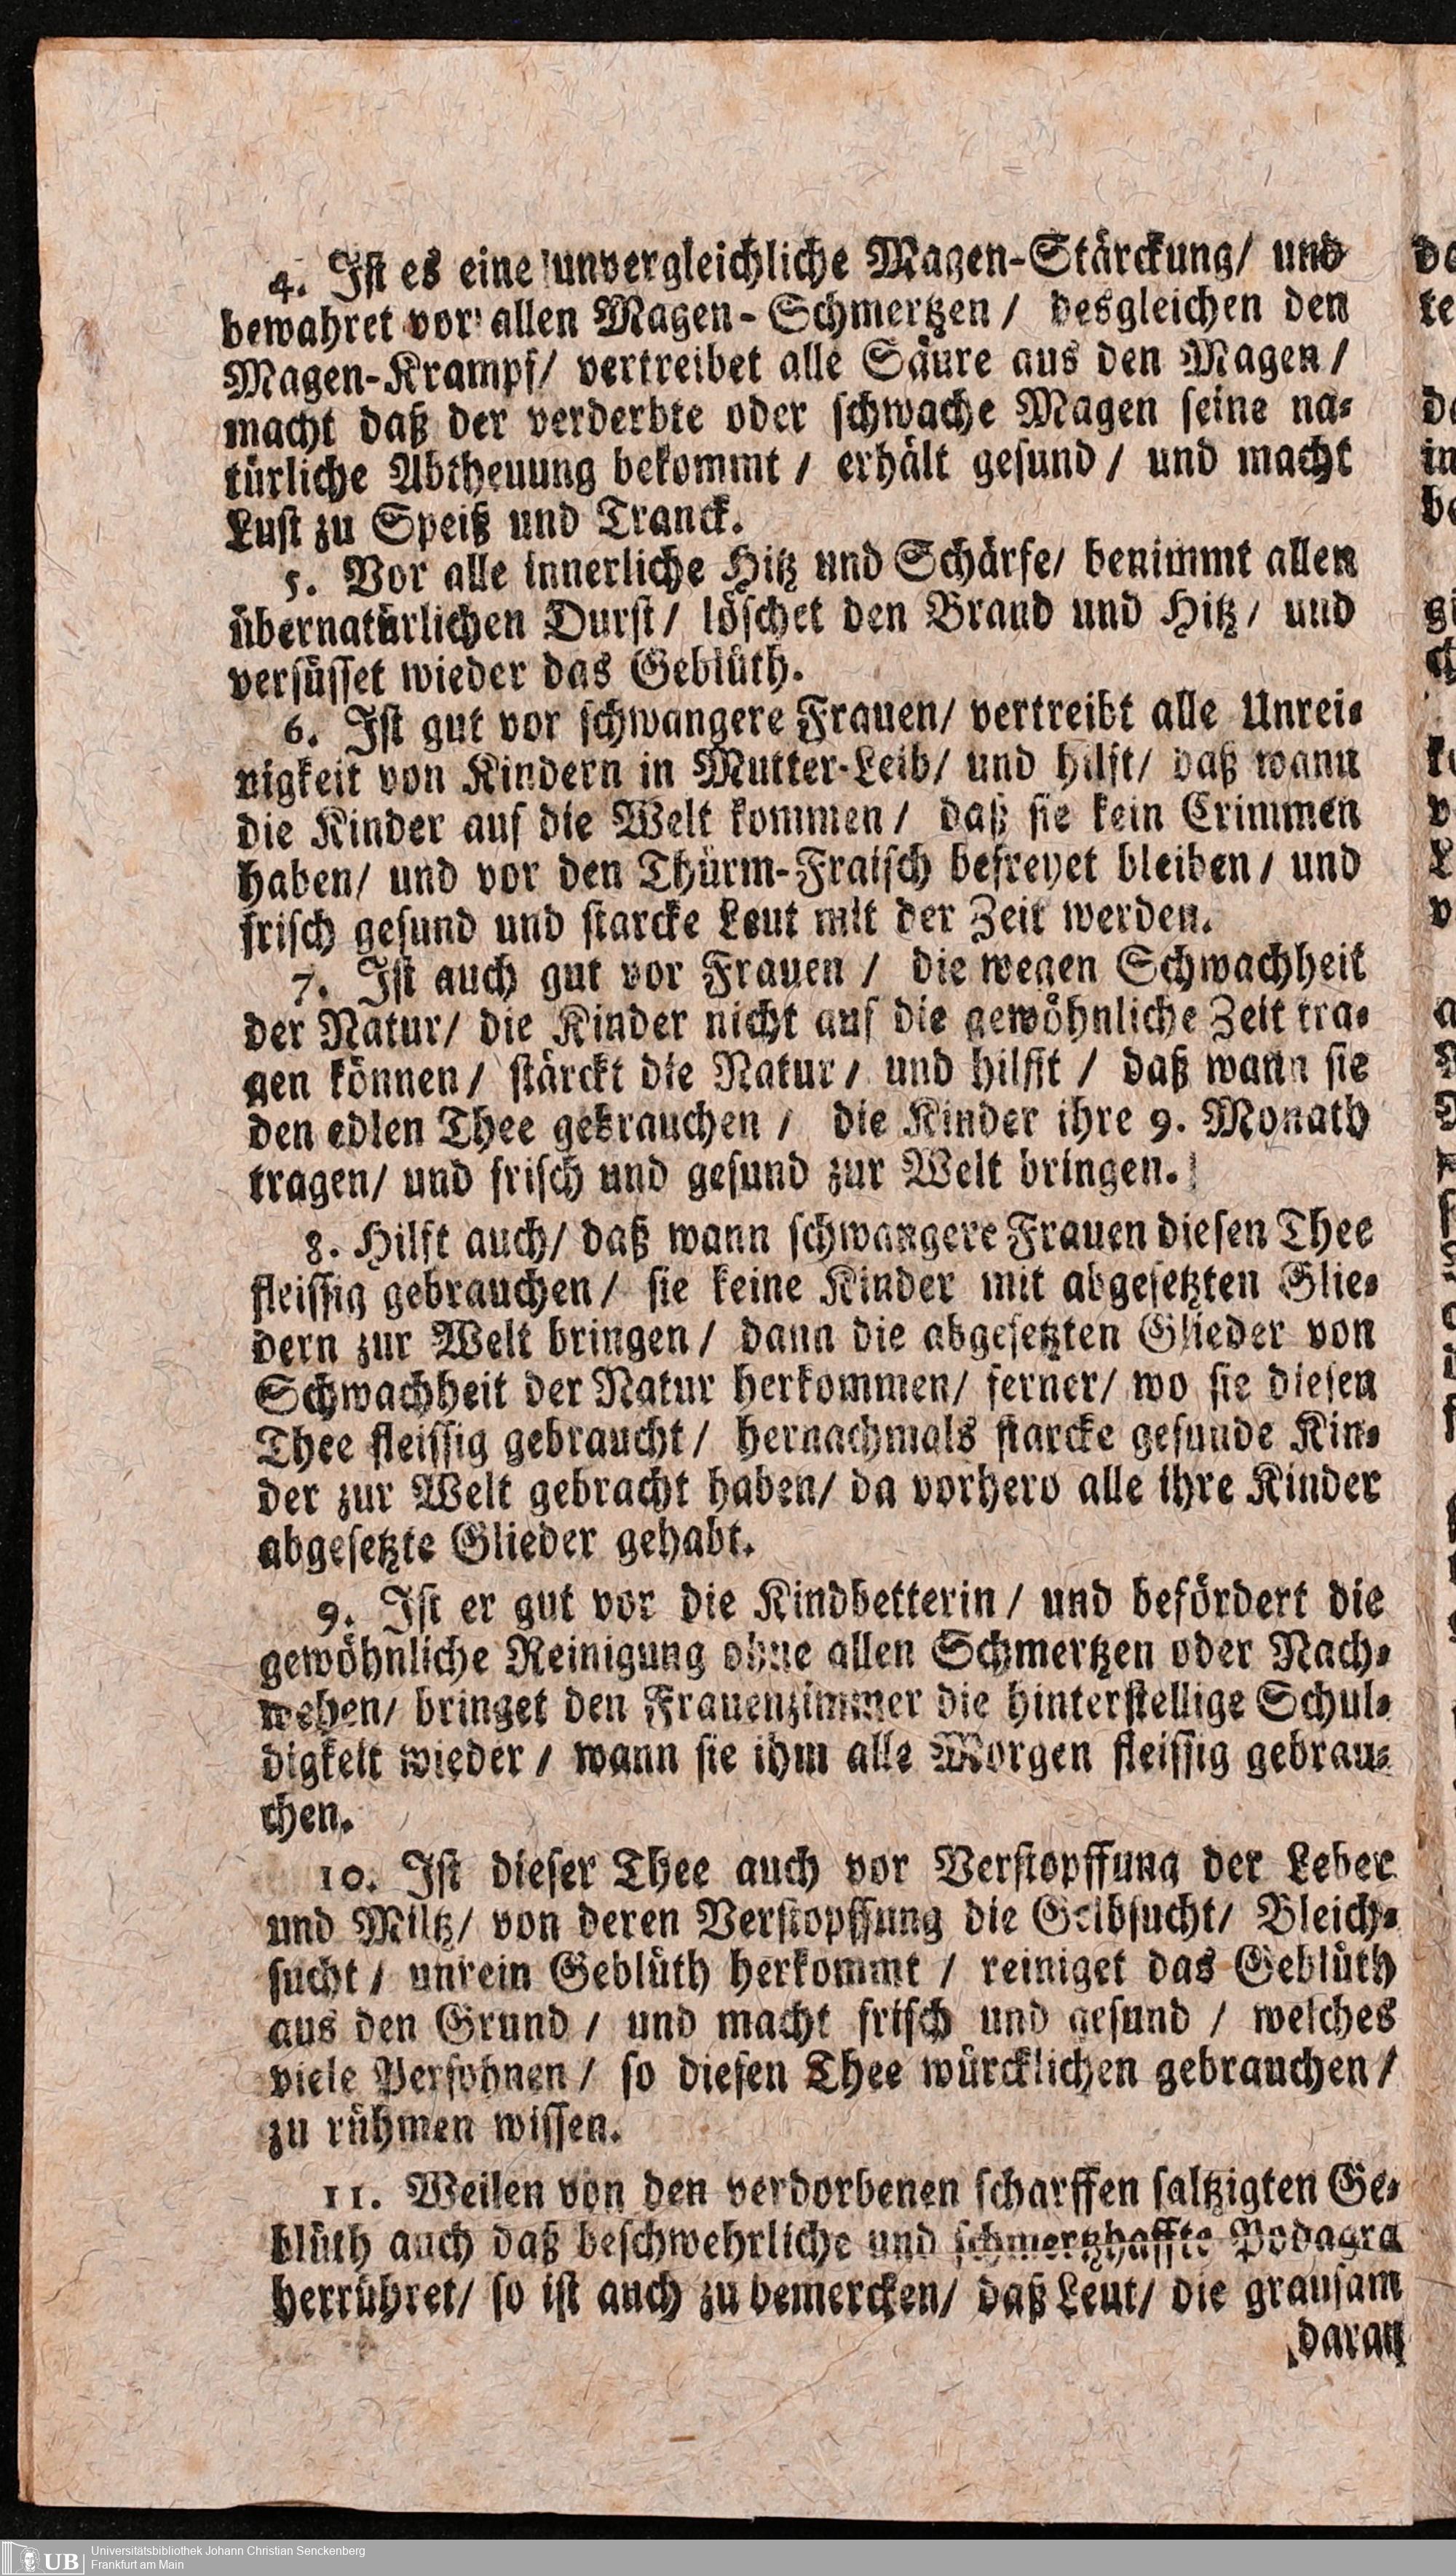 4. Ist es eine unvergleichliche Magen-Stärckung/ und
bewahret vor allen Magen-Schmertzen / desgleichen den
Magen-Krampf/ vertreibet alle Säure aus den Magen /
macht daß der verderbte oder schwache Magen seine na-
türliche Abtheuung bekommt / erhält gesund / und macht
Lust zu Speiß und Tranck.
5. Vor alle innerliche Hitz und Schärfe/ benimmt allen
übernatürlichen Durst / löschet den Brand und Hitz / und
versüsset wieder das Geblüth.
6. Ist gut vor schwangere Frauen/ vertreibt alle Unrei-
nigkeit von Kindern in Mutter-Leib/ und hilft/ daß wann
die Kinder auf die Welt kommen / daß sie kein Crimmen
haben/ und vor den Thürm-Fraisch befreyet bleiben / und
frisch gesund und starcke Leut mit der Zeit werden.
7. Ist auch gut vor Frauen / die wegen Schwachheit
der Natur/ die Kinder nicht auf die gewöhnliche Zeit tra-
gen können / stärckt die Natur / und hilfft / daß wann sie
den edlen Thee gebrauchen / die Kinder ihre 9. Monath
tragen/ und frisch und gesund zur Welt bringen.
8. Hilft auch/ daß wann schwangere Frauen diesen Thee
fleissig gebrauchen / sie keine Kinder mit abgesetzten Glie-
dern zur Welt bringen / dann die abgesetzten Glieder von
Schwachheit der Natur herkommen/ ferner/ wo sie diesen
Thee fleissig gebraucht / hernachmals starcke gesunde Kin-
der zur Welt gebracht haben/ da vorhero alle ihre Kinder
abgesetzte Glieder gehabt.
9. Ist er gut vor die Kindbetterin / und befördert die
gewöhnliche Reinigung ohne allen Schmertzen oder Nach-
wehen/ bringet den Frauenzimmer die hinterstellige Schul-
digkeit wieder / wann sie ihm alle Morgen fleissig gebrau-
chen.
10. Ist dieser Thee auch vor Verstopffung der Leber
und Miltz/ von deren Verstopffung die Gelbsucht/ Bleich-
sucht / unrein Geblüth herkommt / reiniget das Geblüth
aus den Grund / und macht frisch und gesund / welches
viele Persohnen / so diesen Thee würcklichen gebrauchen /
zu rühmen wissen.
11. Weilen von den verdorbenen scharffen saltzigten Ge-
blüth auch daß beschwehrliche und schmertzhaffte Podagra
herrühret/ so ist auch zu bemercken/ daß Leut/ die grausam
daran
UB Universitätsbibliothek Johann Christian Senckenberg
Frankfurt am Main